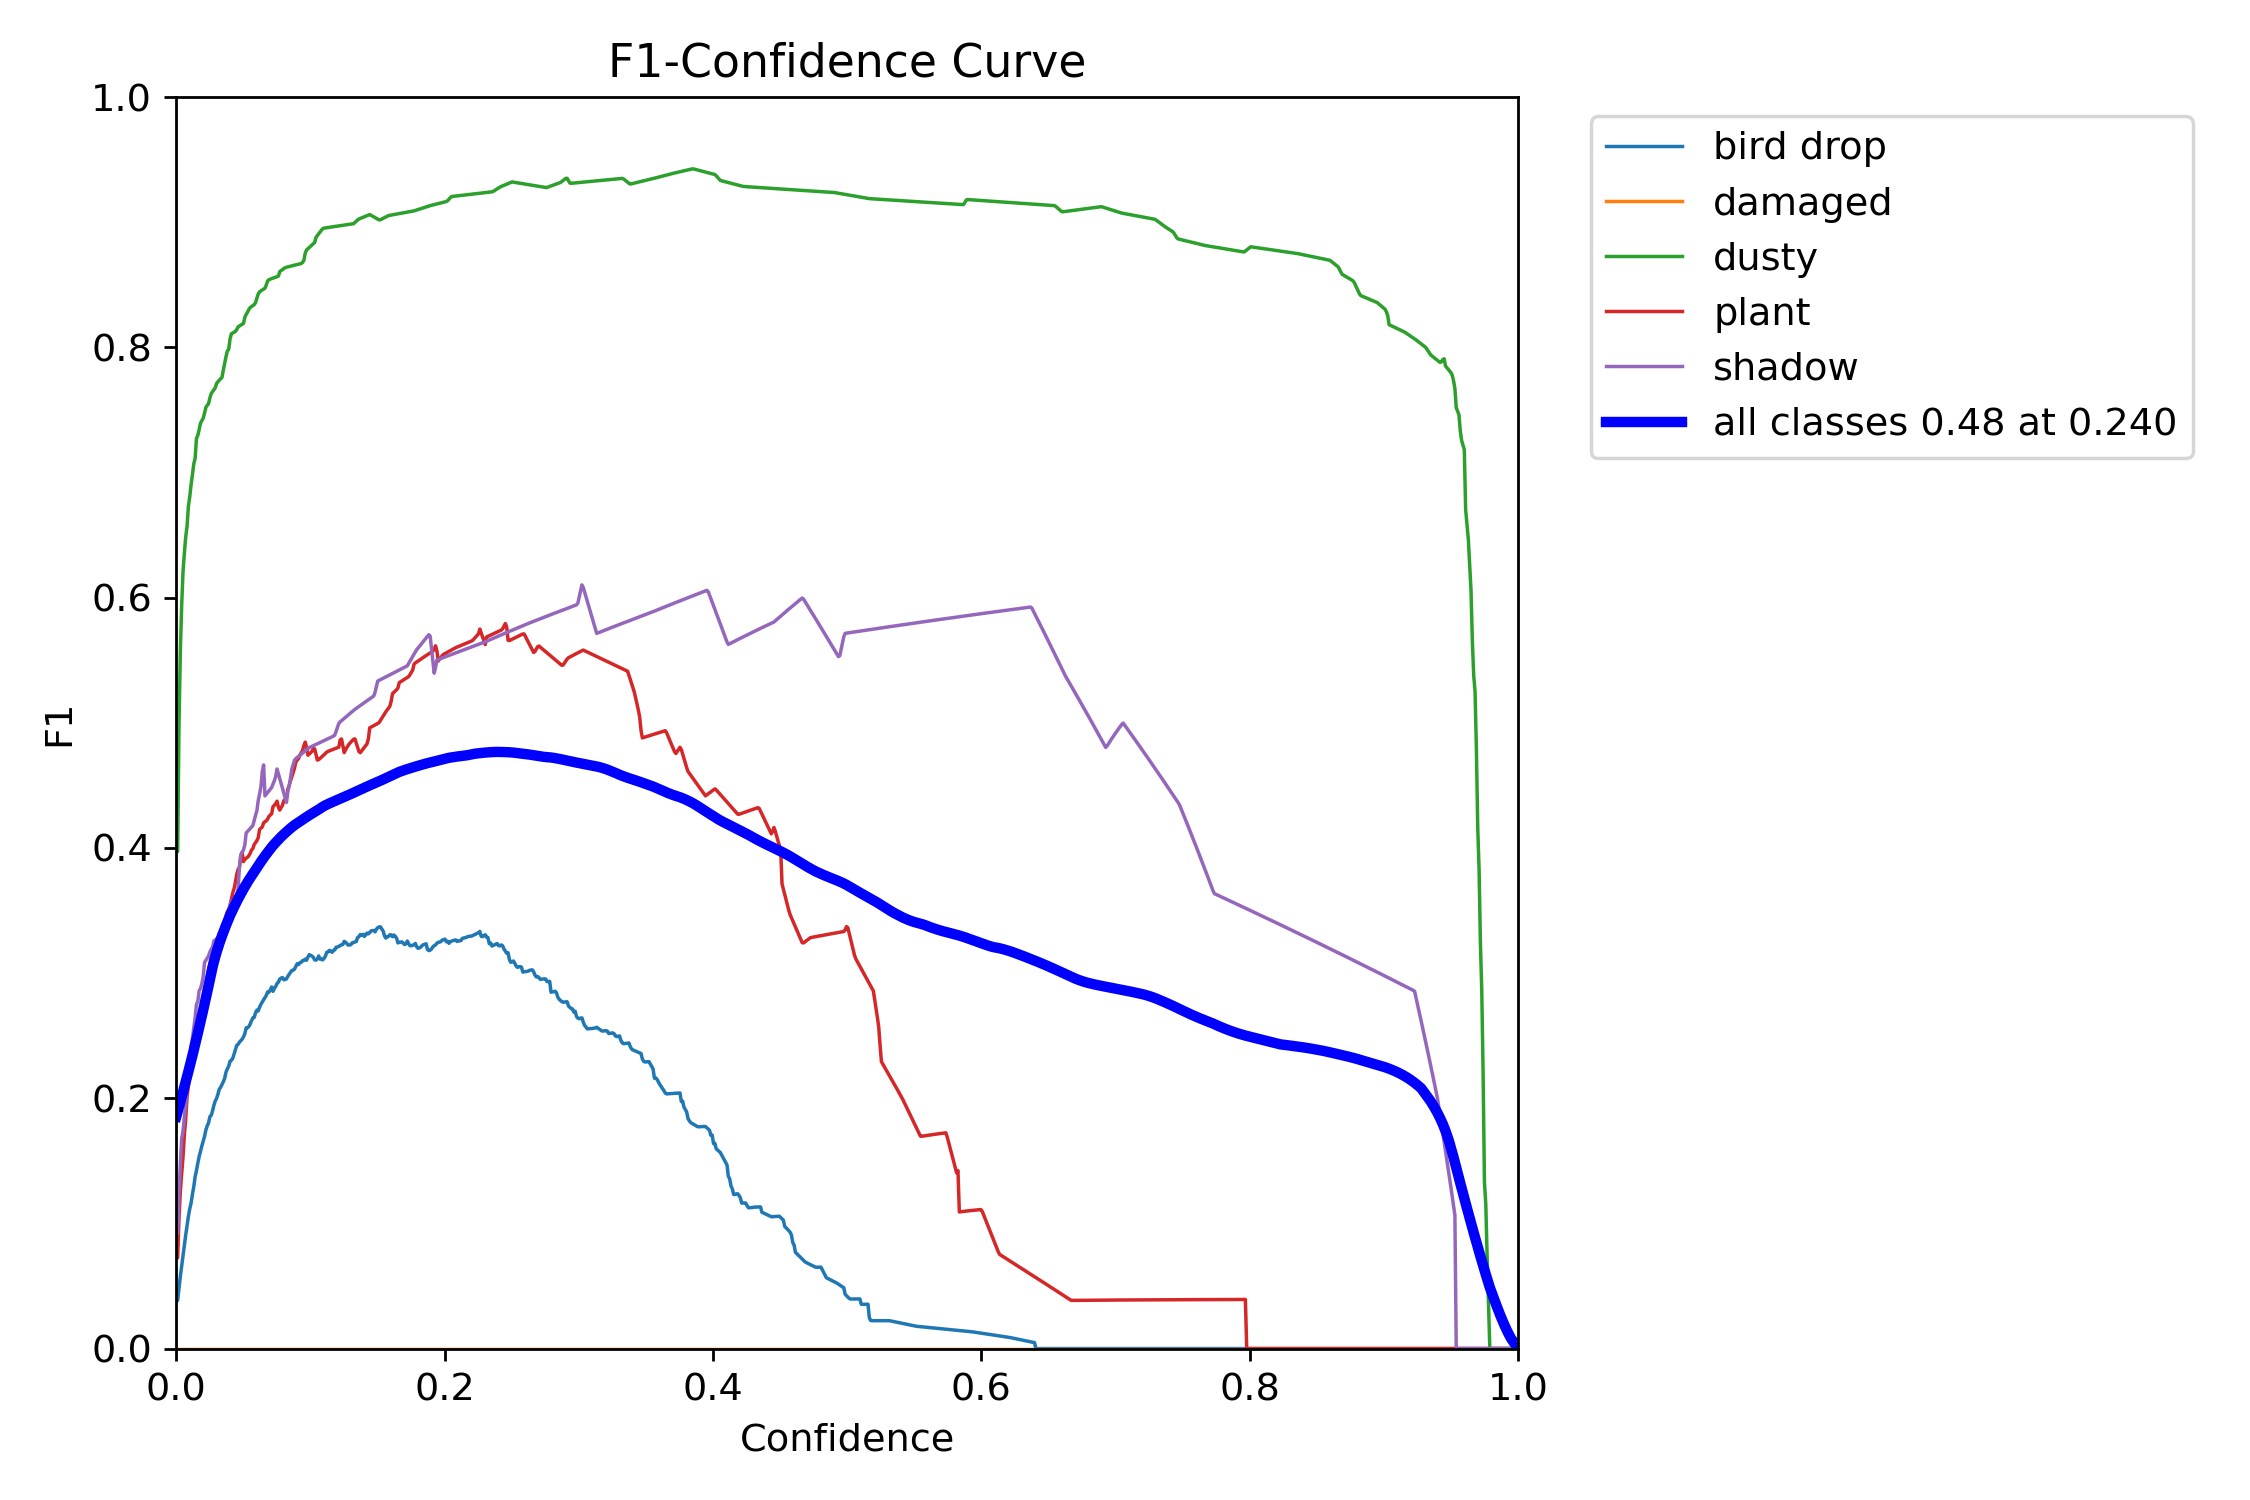 F1-Confidence Curve
1.0
0.8
0.6
0.4
0.2
0.0
F1
0.0 0.2 0.4 0.6 0.8 1.0
Confidence
bird drop
damaged
dusty
plant
shadow
all classes 0.48 at 0.240